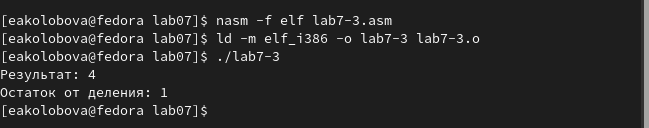 [eakolobova@fedora lab07]$ nasm -f elf lab7-3.asm
[eakolobova@fedora lab07]$ ld -m elf_i386 -o lab7-3 lab7-3.o
[eakolobova@fedora lab07]$ ./lab7-3
Результат: 4
Остаток от деления: 1
[eakolobova@fedora lab07]$